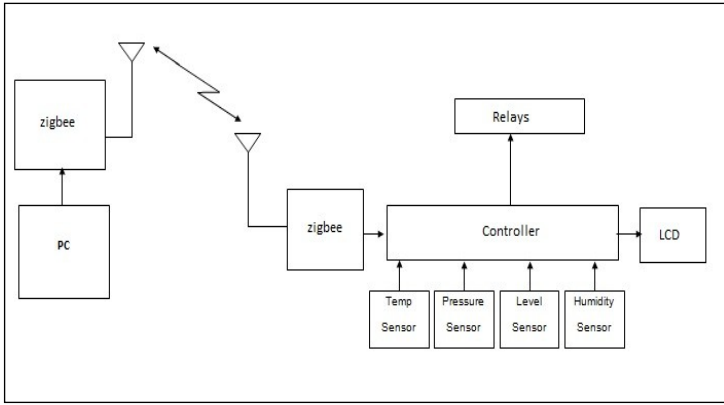 zigbee
PC
zigbee
Relays
Controller
LCD
Temp
Sensor
Pressure
Sensor
Level
Sensor
Humidity
Sensor